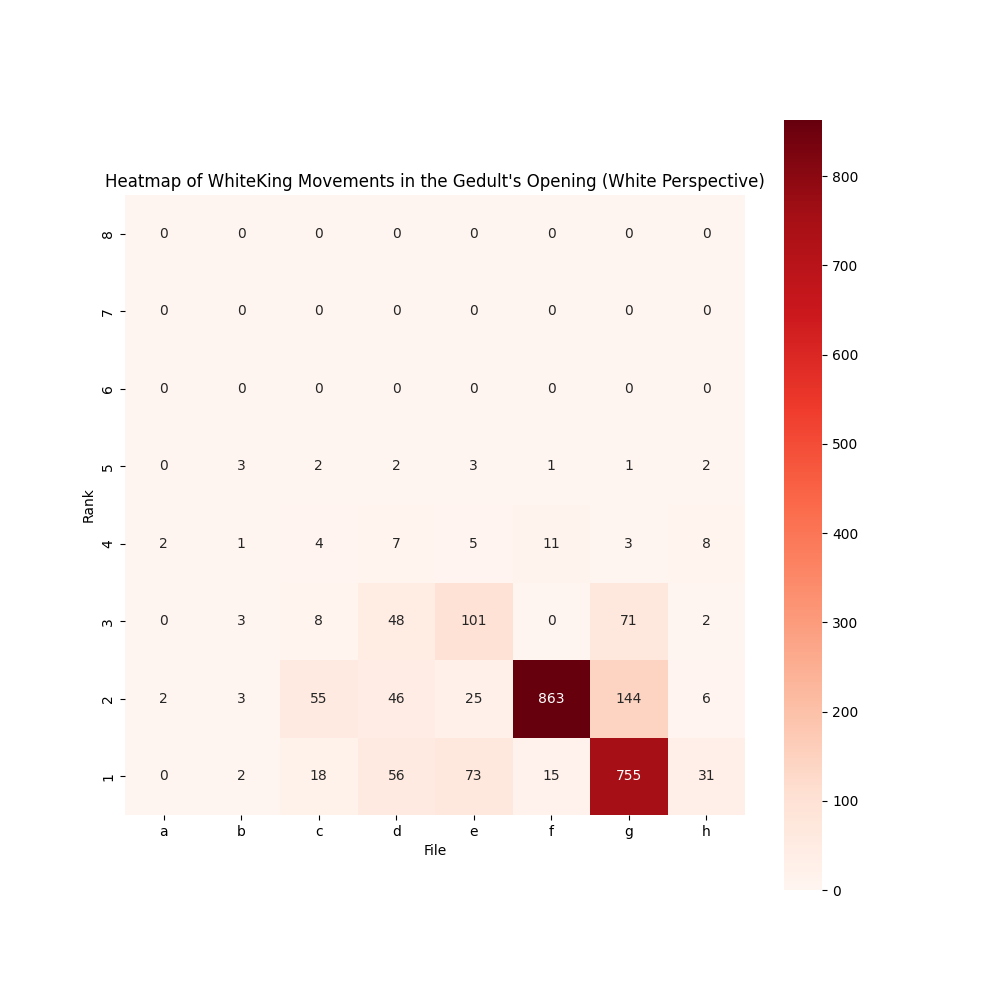 Heatmap of WhiteKing Movements in the Gedult's Opening (White Perspective)
8 0 0 0 0 0 0 0 0
7 0 0 0 0 0 0 0 0
6 0 0 0 0 0 0 0 0
5 0 3 2 2 3 1 1 2
Rank
4 2 1 4 7 5 11 3 8
3 0 3 8 48 101 0 71 2
2 2 3 55 46 25 863 144 6
1 0 2 18 56 73 15 755 31
a b c d e f g h
File
800
700
600
500
400
300
200
100
0